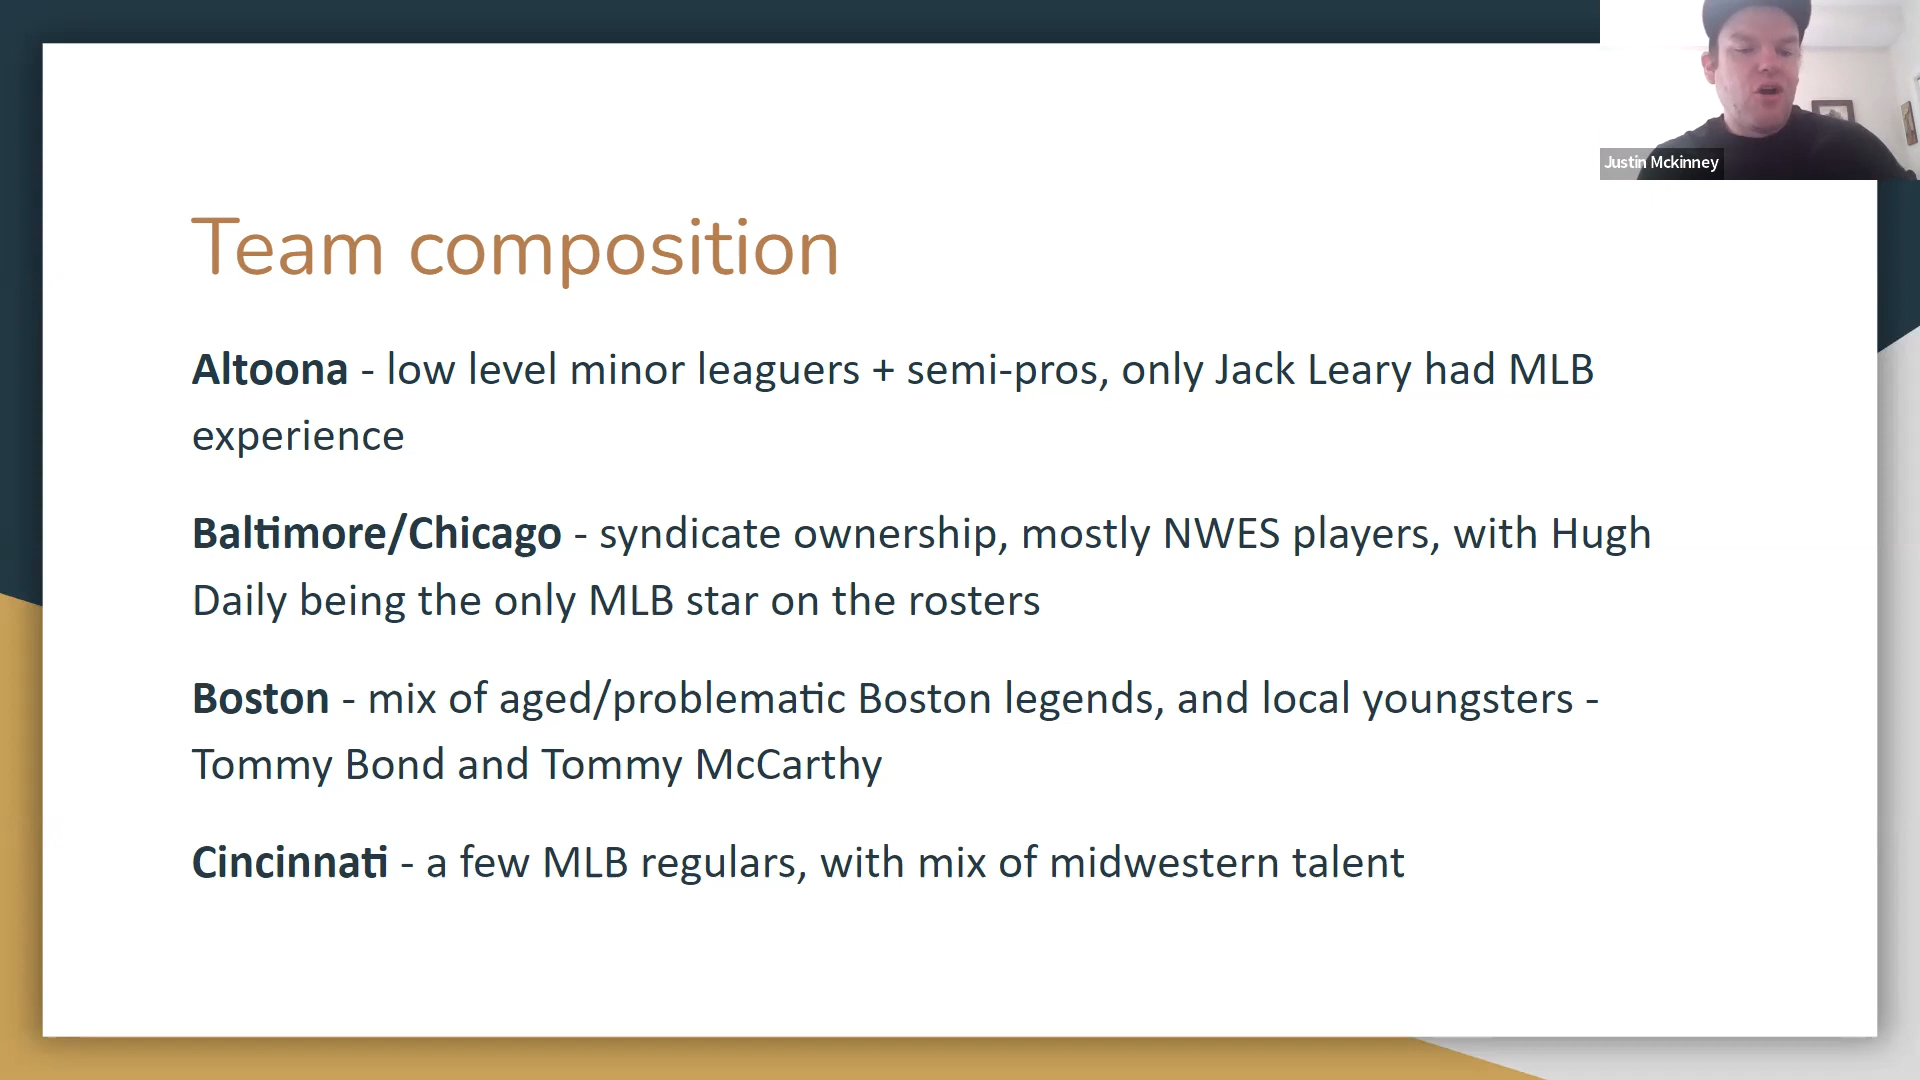 Justin Mckinney
Team composition
Altoona - low level minor leaguers + semi-pros, only Jack Leary had MLB
experience
Baltimore/Chicago - syndicate ownership, mostly NWES players, with Hugh
Daily being the only MLB star on the rosters
Boston - mix of aged/problematic Boston legends, and local youngsters -
Tommy Bond and Tommy McCarthy
Cincinnati - a few MLB regulars, with mix of midwestern talent